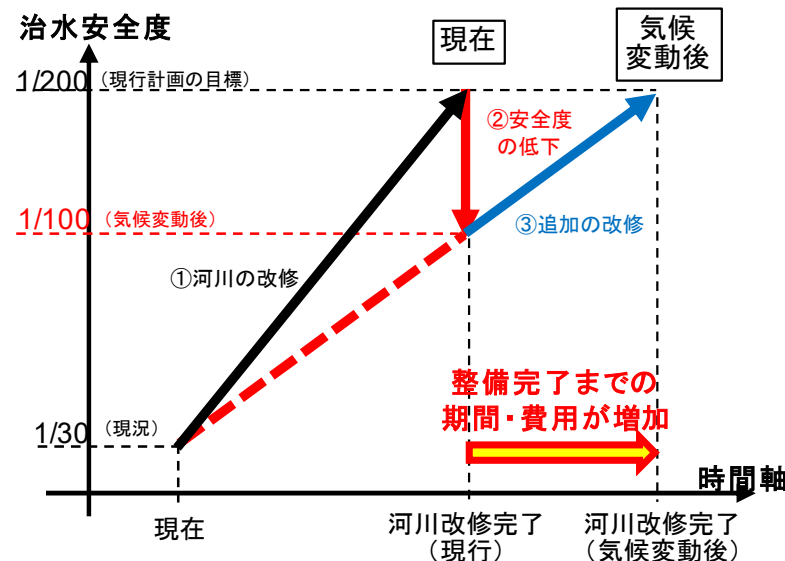 治水安全度
現在
気候
変動後
1/200（現行計画の目標）
②安全度
の低下
1/100（気候変動後）
③追加の改修
①河川の改修
整備完了までの
期間・費用が増加
1/30（現況）
時間軸
現在
河川改修完了
（現行）
河川改修完了
（気候変動後）